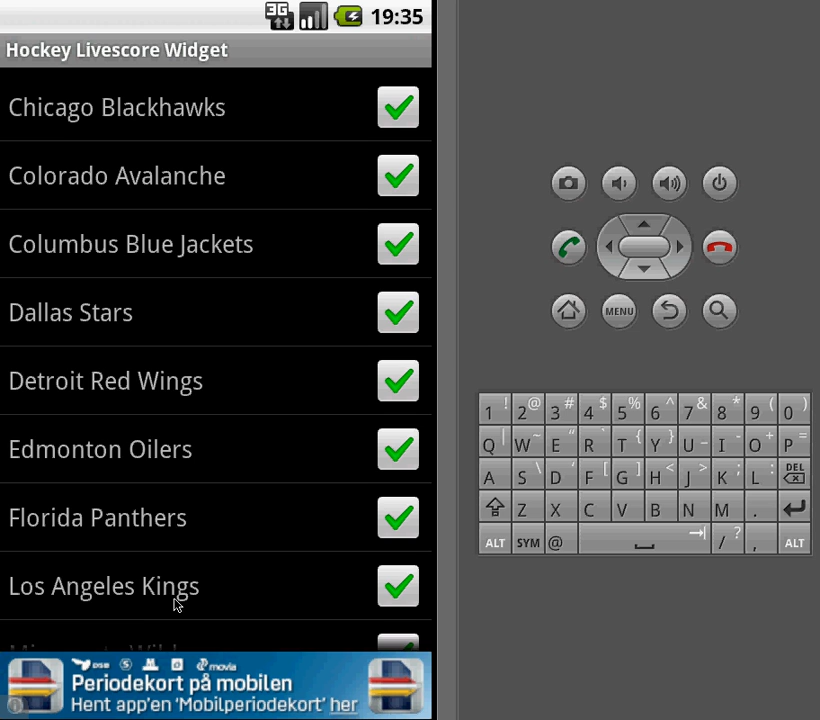 3G 19:35
Hockey Livescore Widget
Chicago Blackhawks
Colorado Avalanche
Columbus Blue Jackets
Dallas Stars
Detroit Red Wings
Edmonton Oilers
Florida Panthers
Los Angeles Kings
DSB S movia
Periodekort på mobilen
Hent app'en 'Mobilperiodekort' her
MENU
1 ! 2 @ 3 # 4 $ 5 % 6 ^ 7 & 8 * 9 ( 0 )
Q | W ~ E “ R ` T { Y } U _ I - O + P =
A S \ D ' F [ G ] H < J > K ; L : DEL
Z X C V B N M .
ALT SYM @ / ? , ALT